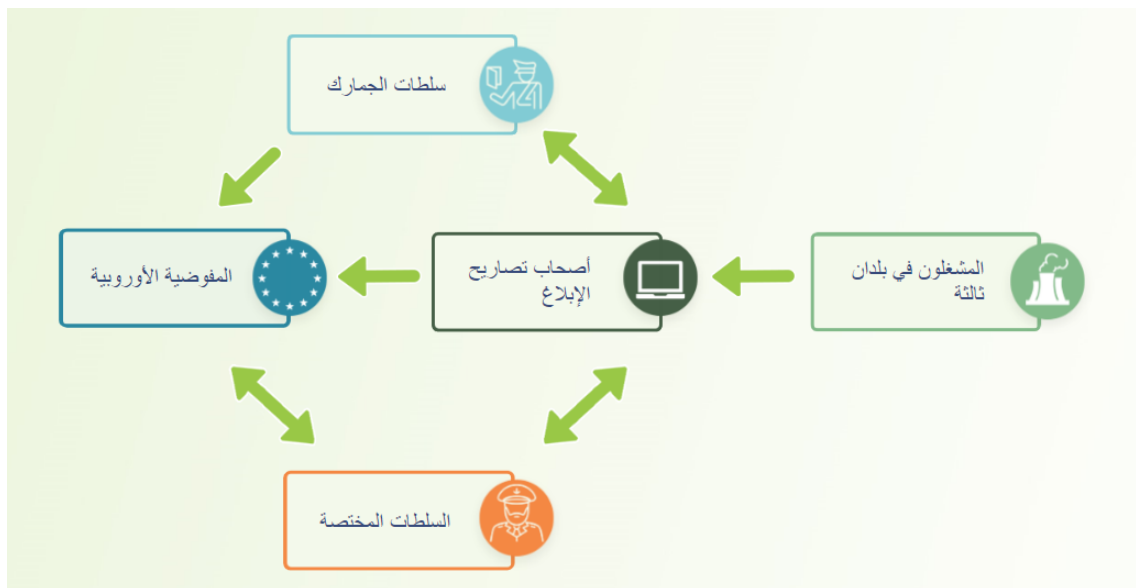 سلطات الجمارك
المشغلون في بلدان
ثالثة
أصحاب تصاريح
الإبلاغ
المفوضية الأوروبية
السلطات المختصة